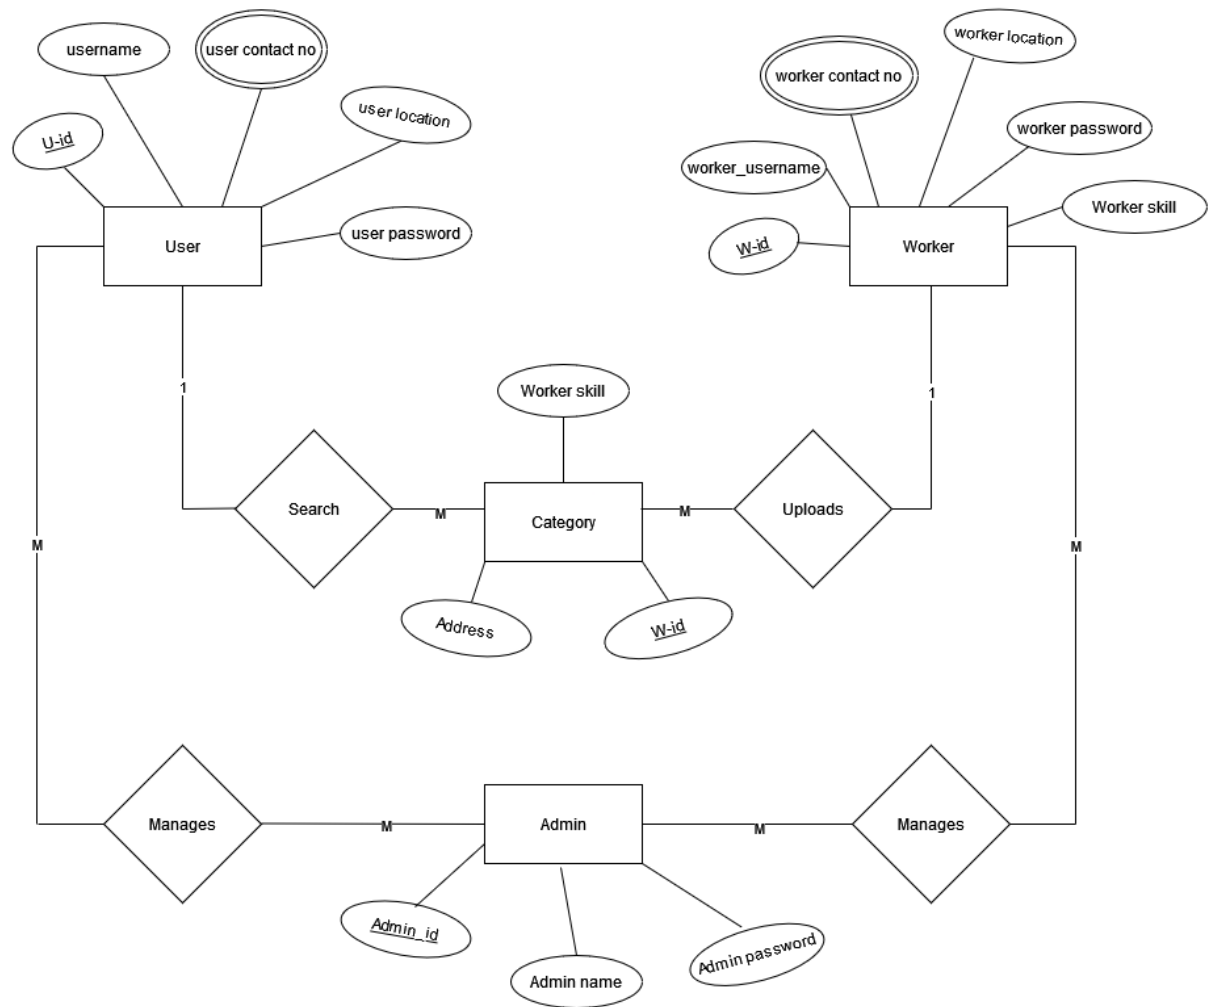 username
user contact no
worker location
worker contact no
user location
U-id
worker password
worker_username
Worker skill
user password
User
W-id
Worker
1
1
Worker skill
Search
M
Category
M
Uploads
M
M
Address
W-id
Manages
M
Admin
M
Manages
Admin_id
Admin name
Admin password